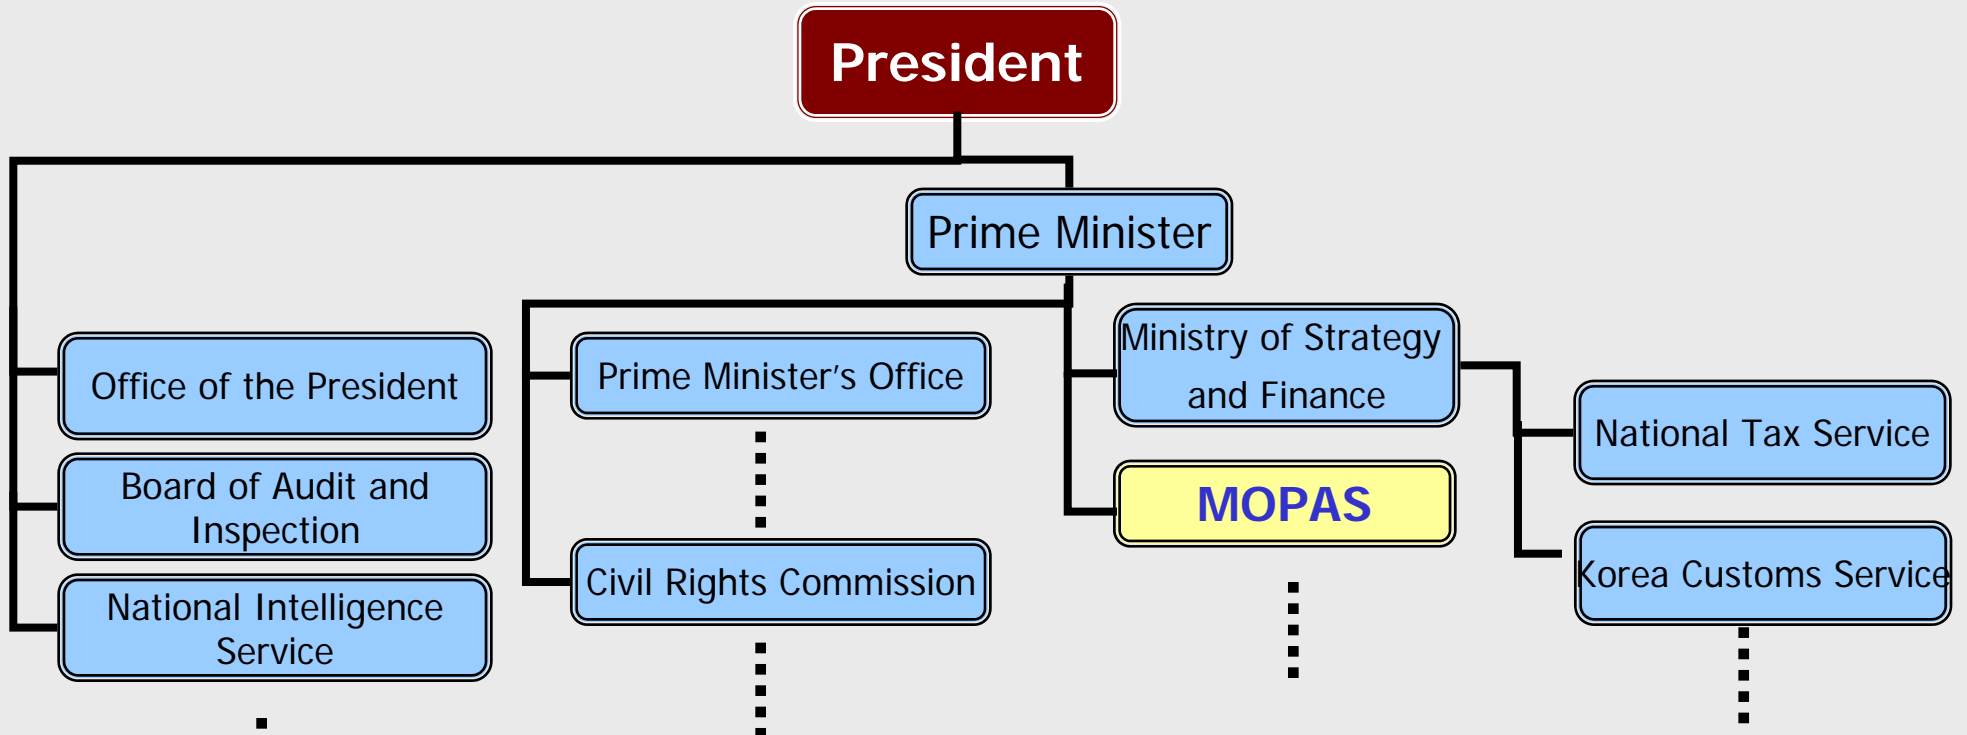 President
Prime Minister
Office of the President
Board of Audit and
Inspection
National Intelligence
Service
Prime Minister’s Office
Civil Rights Commission
Ministry of Strategy
and Finance
MOPAS
National Tax Service
Korea Customs Service